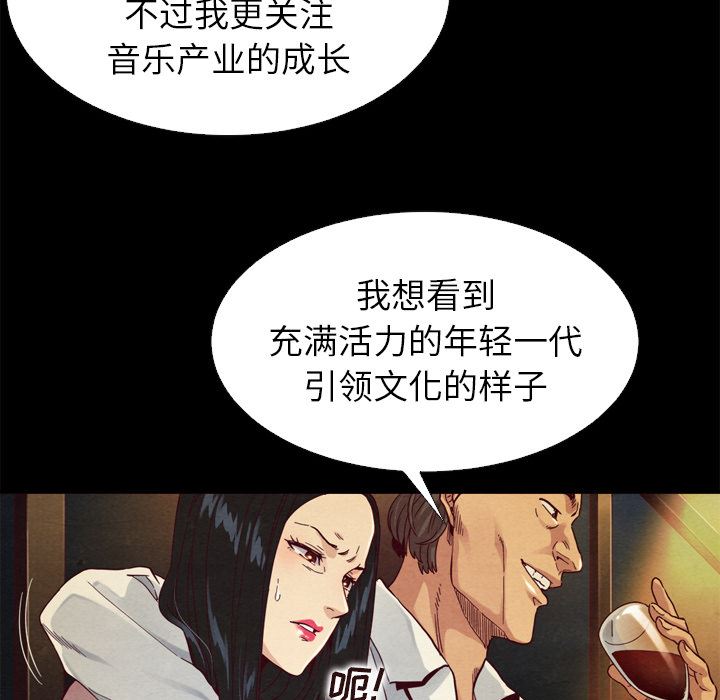 不过我更关注
音乐产业的成长
我想看到
充满活力的年轻一代
引领文化的样子
呃!